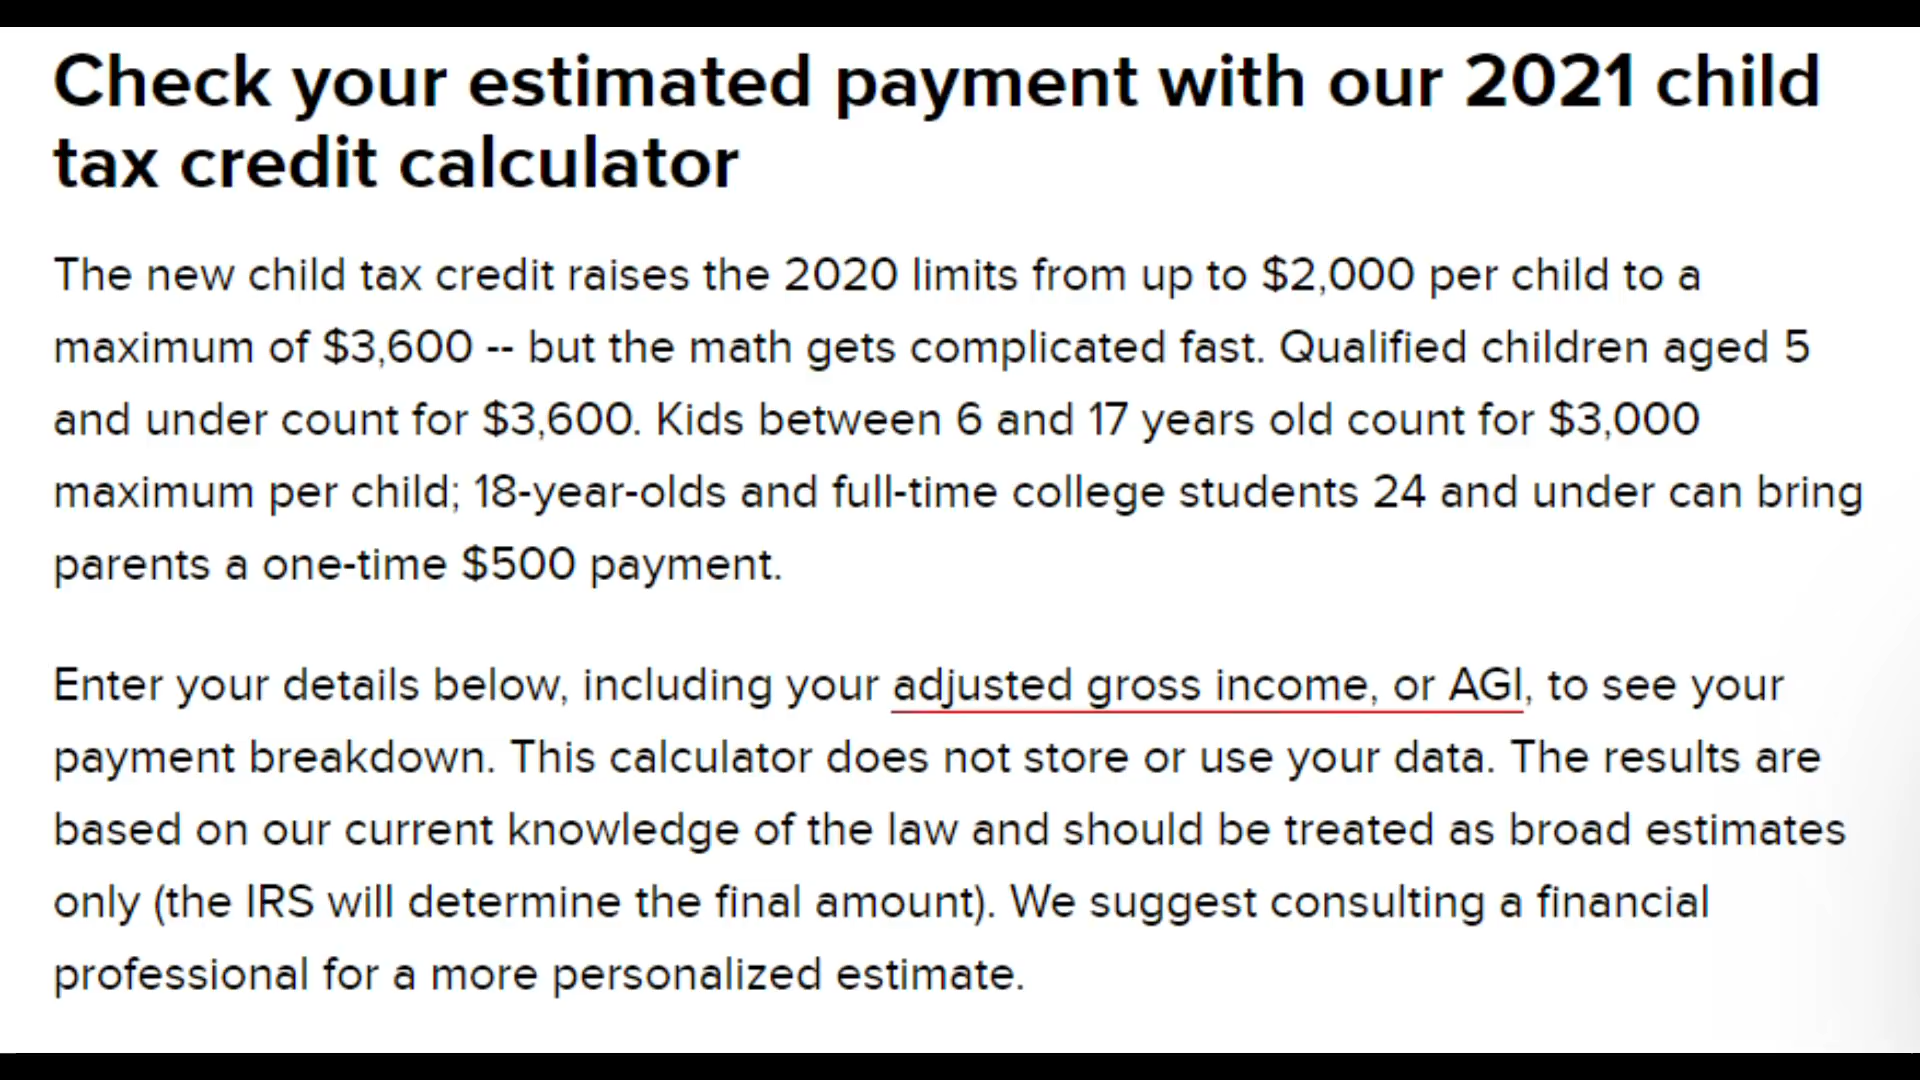 Check your estimated payment with our 2021 child
tax credit calculator
The new child tax credit raises the 2020 limits from up to $2,000 per child to a
maximum of $3,600 -- but the math gets complicated fast. Qualified children aged 5
and under count for $3,600. Kids between 6 and 17 years old count for $3,000
maximum per child; 18-year-olds and full-time college students 24 and under can bring
parents a one-time $500 payment.
Enter your details below, including your adjusted gross income, or AGI, to see your
payment breakdown. This calculator does not store or use your data. The results are
based on our current knowledge of the law and should be treated as broad estimates
only (the IRS will determine the final amount). We suggest consulting a financial
professional for a more personalized estimate.